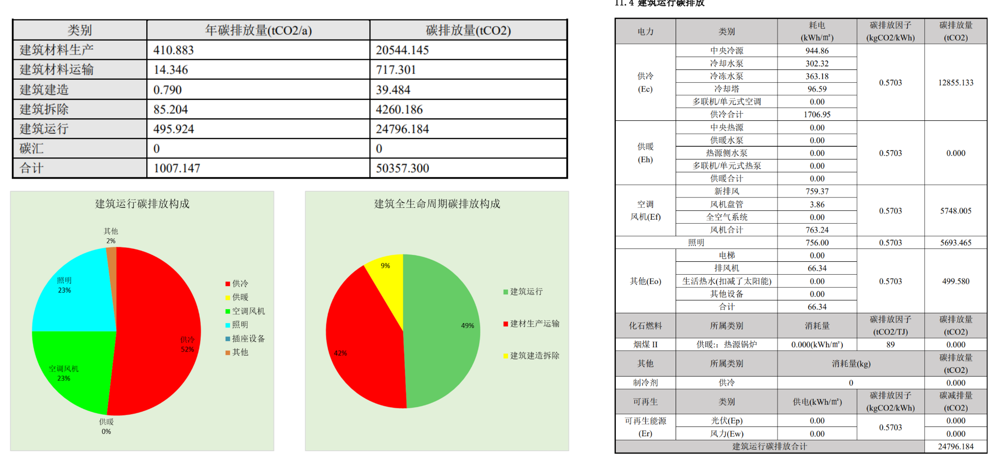 类别 年碳排放量(tCO2/a) 碳排放量(tCO2)
建筑材料生产 410.883 20544.145
建筑材料运输 14.346 717.301
建筑建造 0.790 39.484
建筑拆除 85.204 4260.186
建筑运行 495.924 24796.184
碳汇 0 0
合计 1007.147 50357.300
建筑运行碳排放构成
其他
2%
照明
23%
供冷
52%
空调风机
23%
供暖
0%
供冷
供暖
空调风机
照明
插座设备
其他
建筑全生命周期碳排放构成
9%
49%
42%
建筑运行
建材生产运输
建筑建造拆除
11.4 建筑运行碳排放
电力 类别 耗电 (kWh/㎡) 碳排放因子 (kgCO2/kWh) 碳排放量 (tCO2)
供冷 (Ec) 中央冷源 944.86 0.5703 12855.133
冷却水泵 302.32
冷冻水泵 363.18
冷却塔 96.59
多联机/单元式空调 0.00
供冷合计 1706.95
供暖 (Eh) 中央热源 0.00 0.5703 0.000
供暖水泵 0.00
热源侧水泵 0.00
多联机/单元式热泵 0.00
供暖合计 0.00
空调 风机(Ef) 新排风 759.37 0.5703 5748.005
风机盘管 3.86
全空气系统 0.00
风机合计 763.24
照明 756.00 0.5703 5693.465
其他(Eo) 电梯 0.00 0.5703 499.580
排风机 66.34
生活热水(扣减了太阳能) 0.00
其他设备 0.00
合计 66.34
化石燃料 所属类别 消耗量 碳排放因子 (tCO2/TJ) 碳排放量 (tCO2)
烟煤 II 供暖:：热源锅炉 0.000(kWh/㎡) 89 0.000
其他 所属类别 消耗量(kg) 碳排放量 (tCO2)
制冷剂 供冷 0 0.000
可再生 类别 供电(kWh/㎡) 碳排放因子 (kgCO2/kWh) 碳减排量 (tCO2)
可再生能源 (Er) 光伏(Ep) 0.00 0.5703 0.000
风力(Ew) 0.00 0.000
建筑运行碳排放合计 24796.184